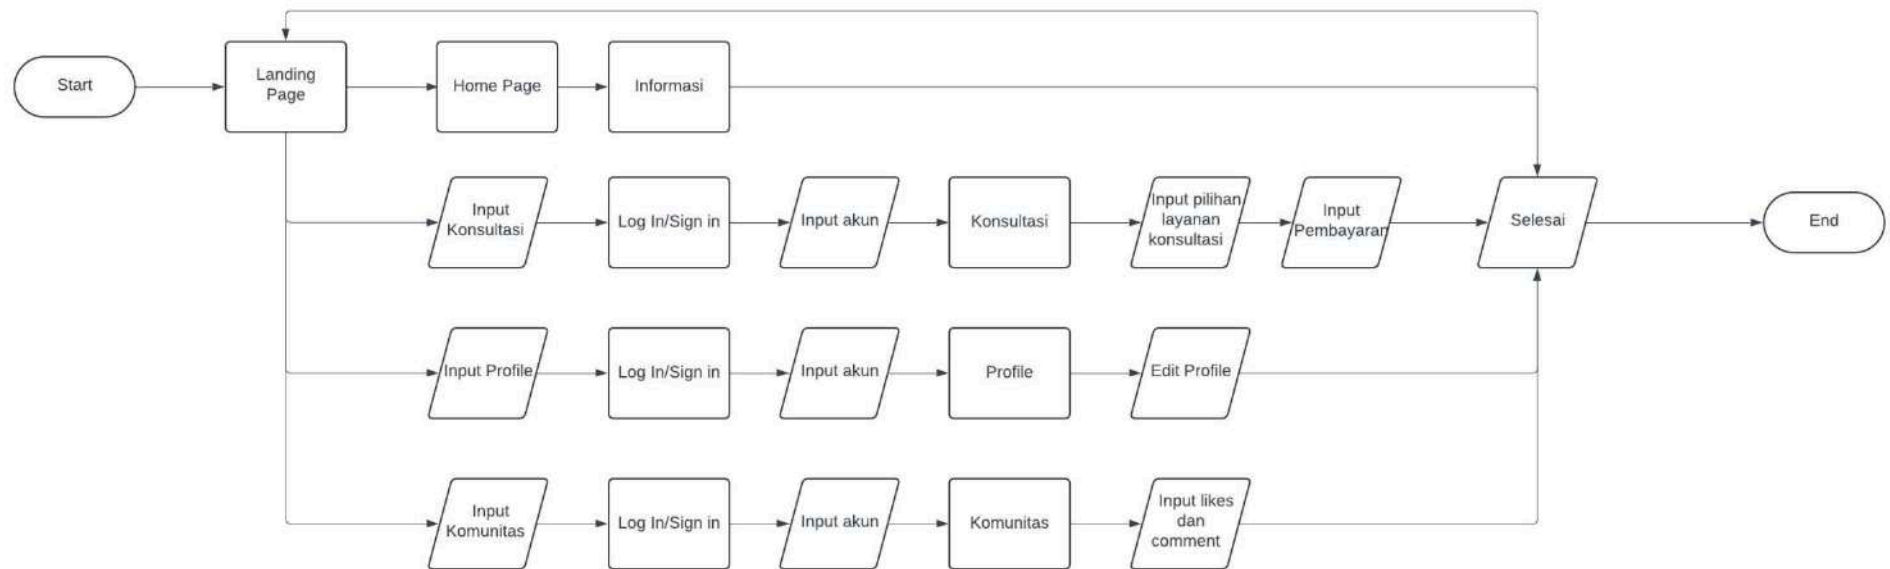 Start
Landing
Page
Home Page
Informasi
Input
Konsultasi
Log In/Sign in
Input akun
Konsultasi
Input pilihan
layanan
konsultasi
Input
Pembayaran
Selesai
End
Input Profile
Log In/Sign in
Input akun
Profile
Edit Profile
Input
Komunitas
Log In/Sign in
Input akun
Komunitas
Input likes
dan
comment